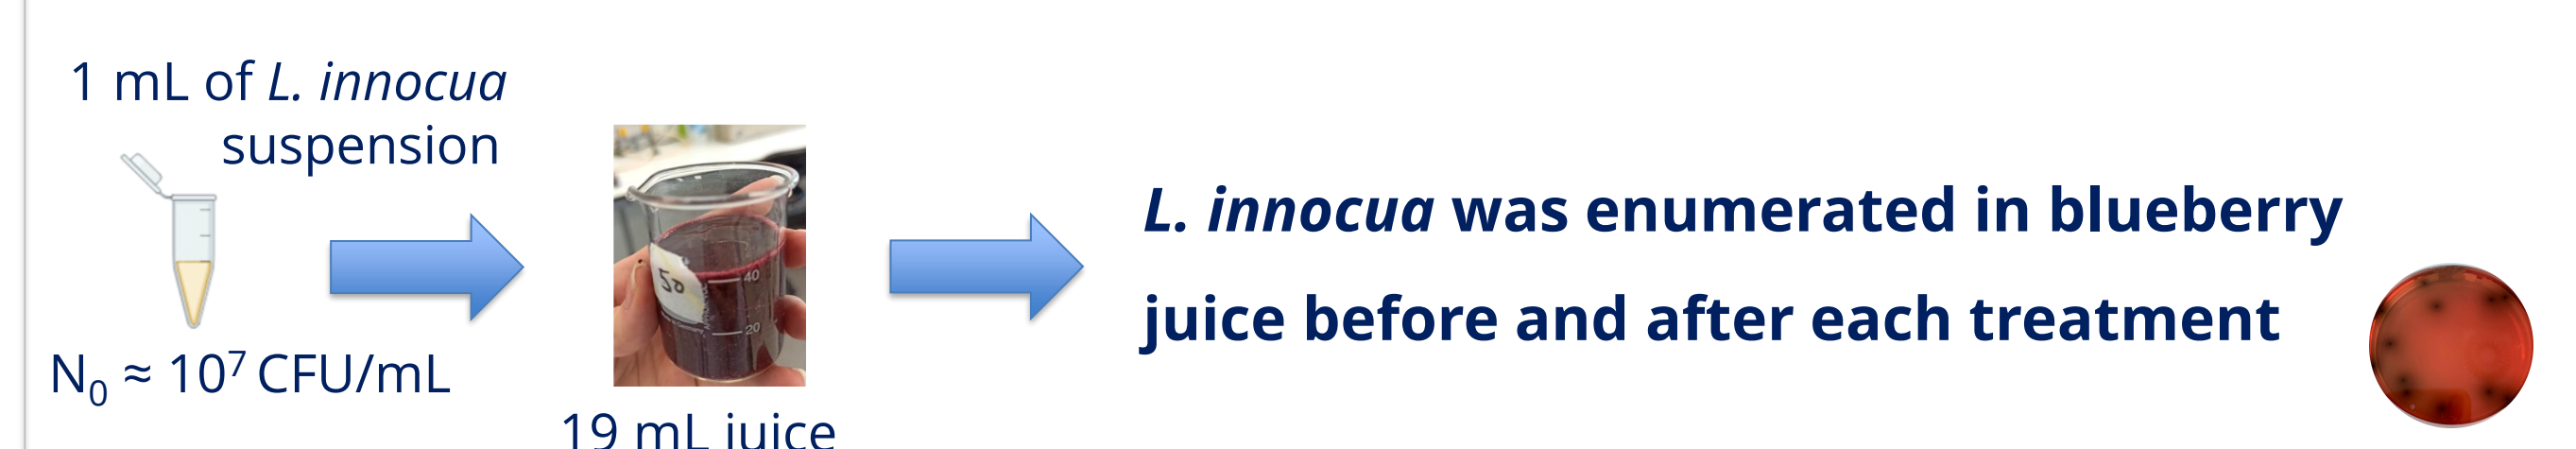 1 mL of L. innocua
suspension
N₀ ≈ 10⁷ CFU/mL
50
40
20
19 mL juice
L. innocua was enumerated in blueberry
juice before and after each treatment